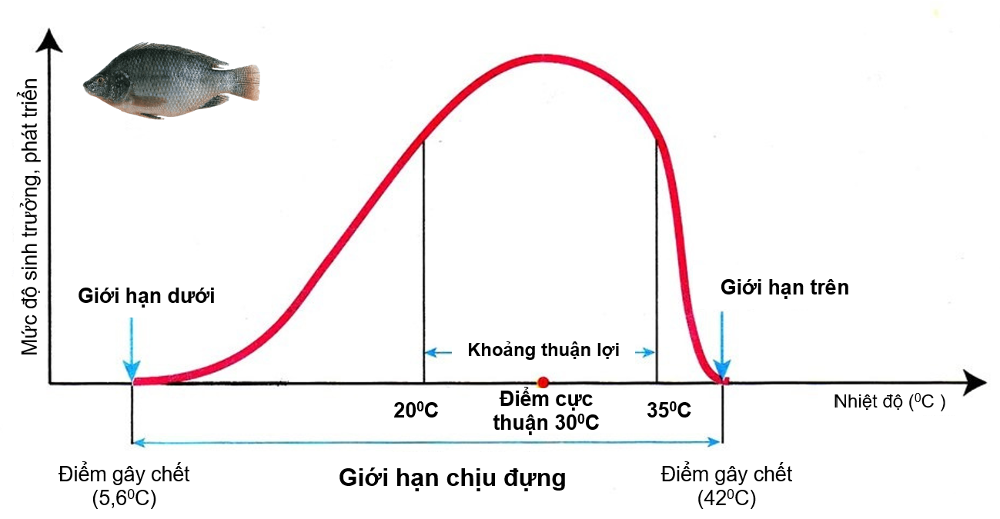 Mức độ sinh trưởng, phát triển
Giới hạn dưới
Giới hạn trên
Khoảng thuận lợi
20⁰C
Điểm cực
thuận 30⁰C
35⁰C
Nhiệt độ (⁰C )
Điểm gây chết
(5,6⁰C)
Giới hạn chịu đựng
Điểm gây chết
(42⁰C)